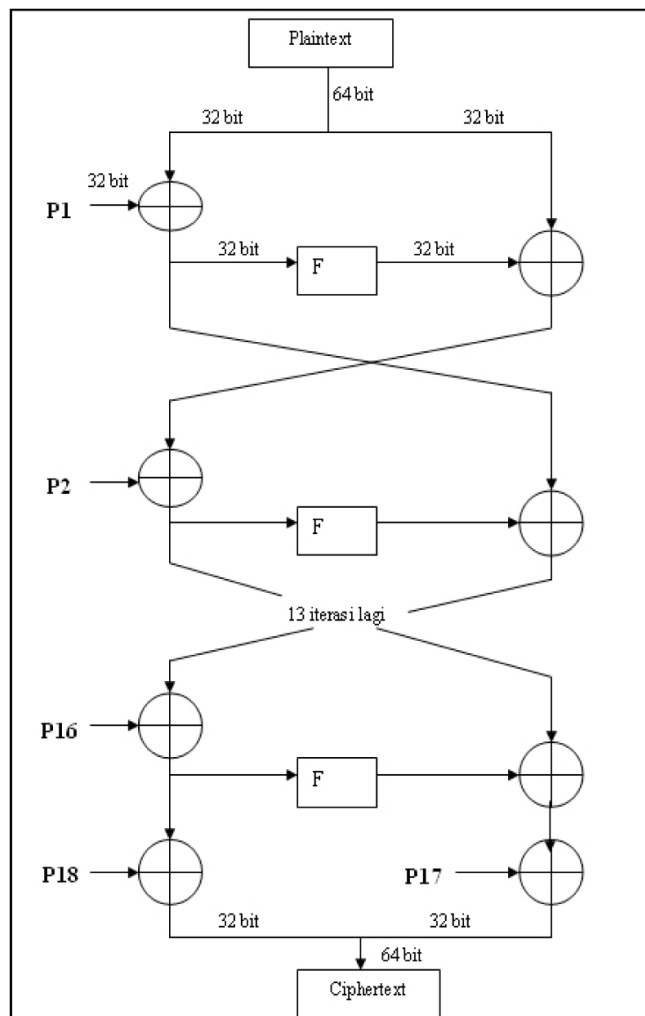 Plaintext
64 bit
32 bit
32 bit
32 bit
P1
32 bit
F
32 bit
P2
F
13 iterasi lagi
P16
F
P18
P17
32 bit
32 bit
64 bit
Ciphertext